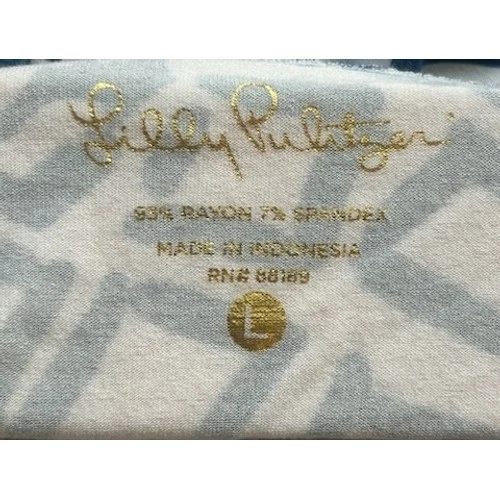 Lilly Pulitzer
93% RAYON 7% SPANDEX
MADE IN INDONESIA
RN# 88189
L